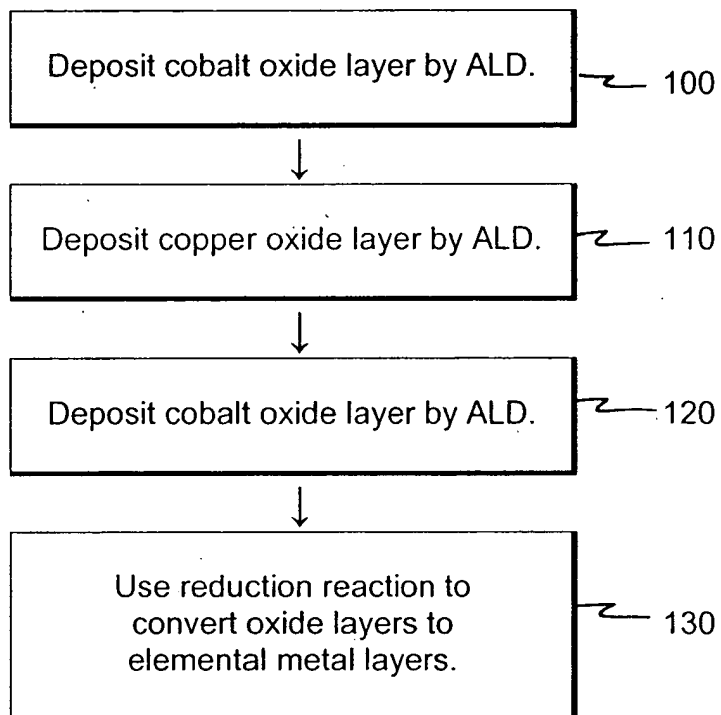 Deposit cobalt oxide layer by ALD.
100
Deposit copper oxide layer by ALD.
110
Deposit cobalt oxide layer by ALD.
120
Use reduction reaction to
convert oxide layers to
elemental metal layers.
130